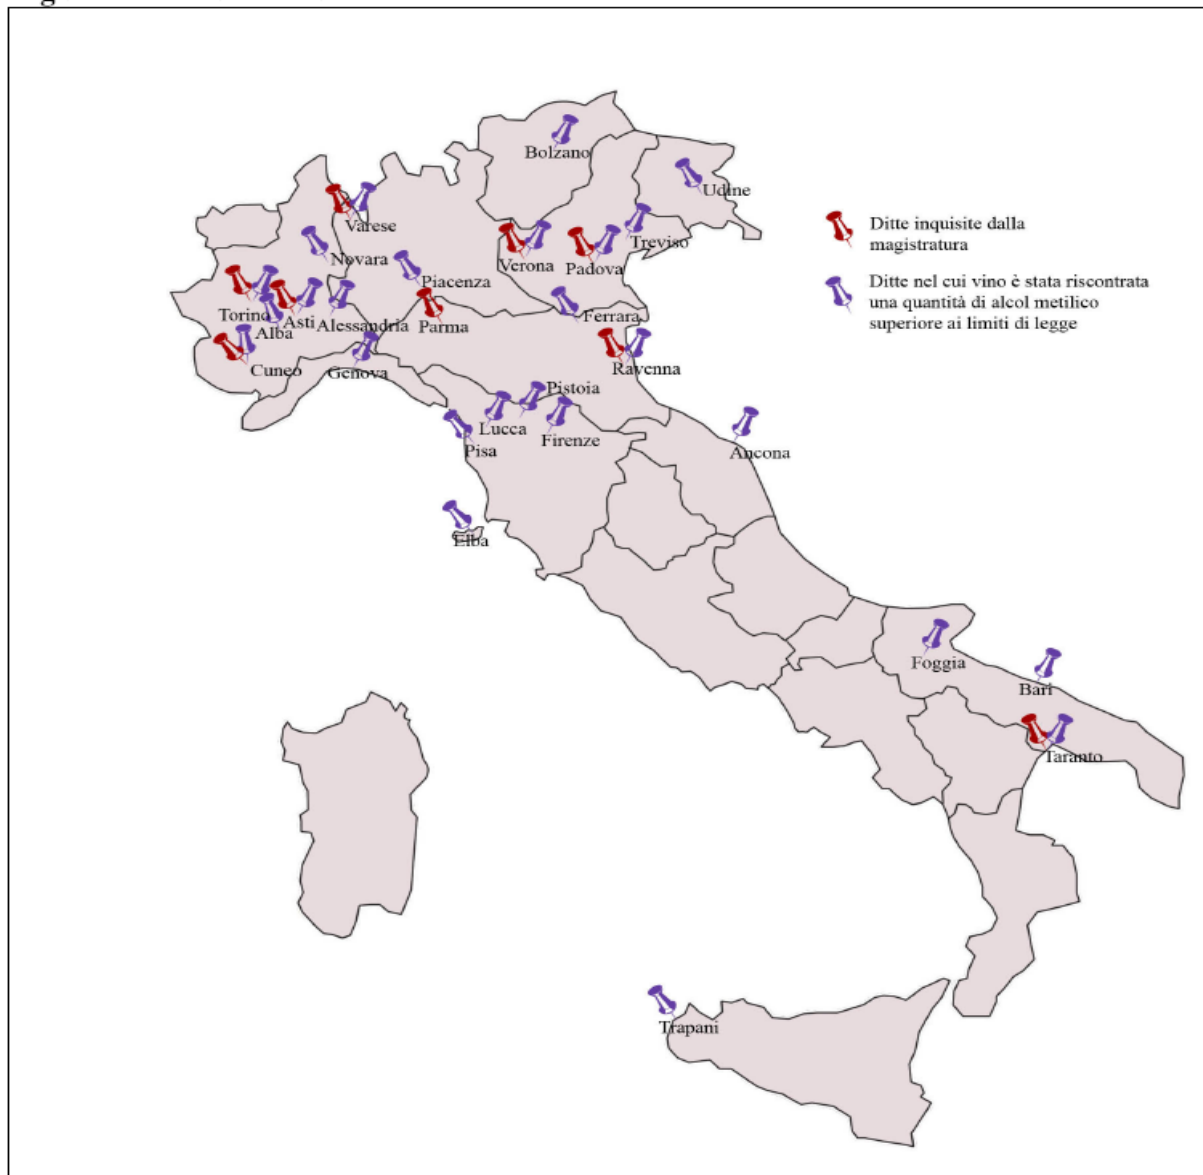 Bolzano
Udine
Varese
Treviso
Novara
Verona
Padova
Piacenza
Torino
Alba
Asti
Alessandria
Parma
Ferrara
Cuneo
Genova
Ravenna
Pistoia
Lucca
Firenze
Pisa
Ancona
Elba
Foggia
Bari
Taranto
Trapani
Ditte inquisite dalla
magistratura
Ditte nel cui vino è stata riscontrata
una quantità di alcol metilico
superiore ai limiti di legge